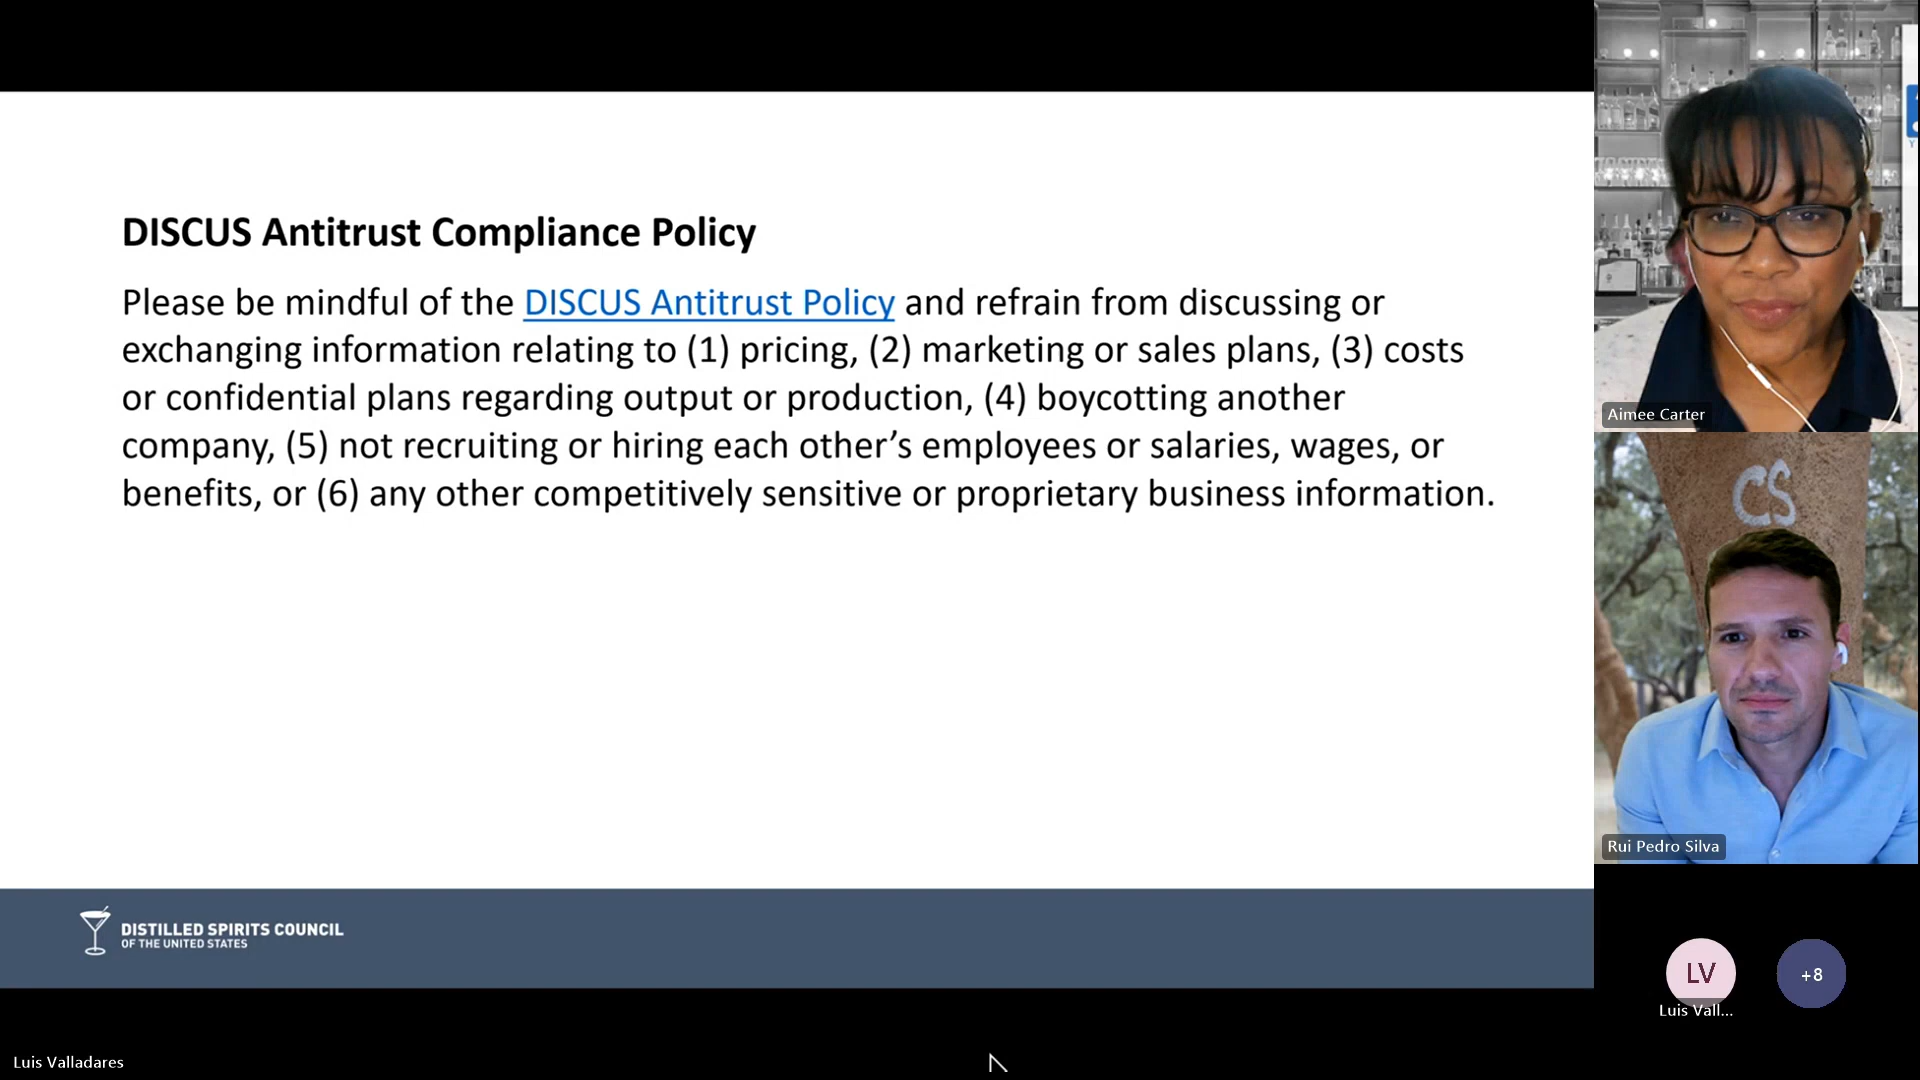 DISCUS Antitrust Compliance Policy
Please be mindful of the DISCUS Antitrust Policy and refrain from discussing or
exchanging information relating to (1) pricing, (2) marketing or sales plans, (3) costs
or confidential plans regarding output or production, (4) boycotting another
company, (5) not recruiting or hiring each other’s employees or salaries, wages, or
benefits, or (6) any other competitively sensitive or proprietary business information.
DISTILLED SPIRITS COUNCIL
OF THE UNITED STATES
Luis Valladares
Aimee Carter
CS
Rui Pedro Silva
LV
Luis Vall...
+8